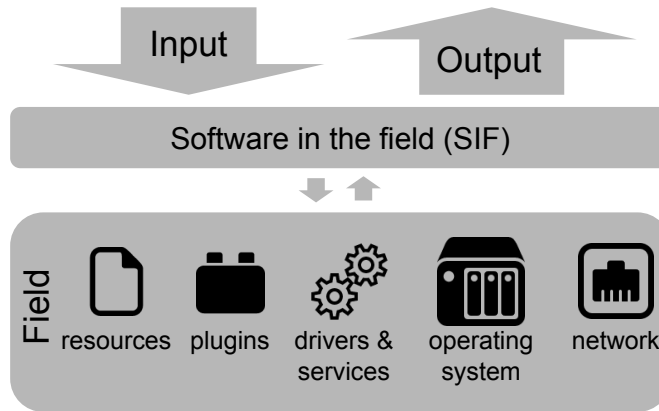 Input
Output
Software in the field (SIF)
Field
resources
plugins
drivers &
services
operating
system
network